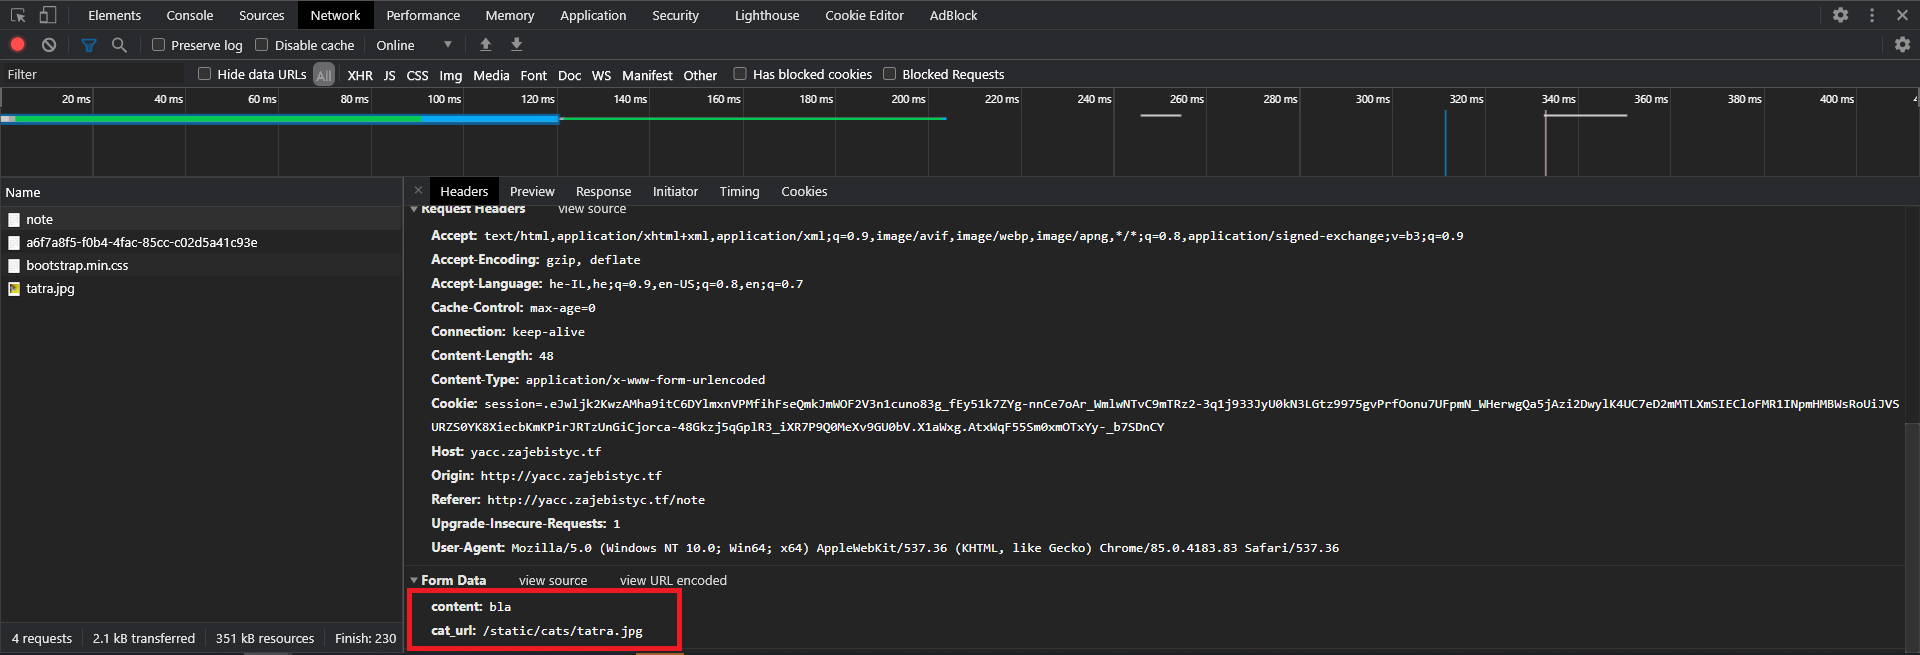 Elements Console Sources Network Performance Memory Application Security Lighthouse Cookie Editor AdBlock
Preserve log Disable cache Online
Filter Hide data URLs All XHR JS CSS Img Media Font Doc WS Manifest Other Has blocked cookies Blocked Requests
20 ms 40 ms 60 ms 80 ms 100 ms 120 ms 140 ms 160 ms 180 ms 200 ms 220 ms 240 ms 260 ms 280 ms 300 ms 320 ms 340 ms 360 ms 380 ms 400 ms
Name
note
a6f7a8f5-f0b4-4fac-85cc-c02d5a41c93e
bootstrap.min.css
tatra.jpg
4 requests 2.1 kB transferred 351 kB resources Finish: 230
Headers Preview Response Initiator Timing Cookies
Request Headers view source
Accept: text/html,application/xhtml+xml,application/xml;q=0.9,image/avif,image/webp,image/apng,*/*;q=0.8,application/signed-exchange;v=b3;q=0.9
Accept-Encoding: gzip, deflate
Accept-Language: he-IL,he;q=0.9,en-US;q=0.8,en;q=0.7
Cache-Control: max-age=0
Connection: keep-alive
Content-Length: 48
Content-Type: application/x-www-form-urlencoded
Cookie: session=.eJwljk2KwzAMha9itC6DYlmxnVPMfihFseQmkJmWOF2V3n1cuno83g_fEy51k7ZYg-nnCe7oAr_WmlwNTvC9mTRz2-3q1j933JyU0kN3LGtz9975gvPrfOonu7UFpmN_WHerwgQa5jAzi2DwylK4UC7eD2mMTLXmSIECloFMR1INpmHMBWsRoUiJVS
URZS0YK8XiecbKmKPirJRTzUnGiCjorca-48Gkzj5qGplR3_iXR7P9Q0MeXv9GU0bV.X1aWxg.AtxWqF55Sm0xmOTxYy-_b7SDnCY
Host: yacc.zajebistyc.tf
Origin: http://yacc.zajebistyc.tf
Referer: http://yacc.zajebistyc.tf/note
Upgrade-Insecure-Requests: 1
User-Agent: Mozilla/5.0 (Windows NT 10.0; Win64; x64) AppleWebKit/537.36 (KHTML, like Gecko) Chrome/85.0.4183.83 Safari/537.36
Form Data view source view URL encoded
content: bla
cat_url: /static/cats/tatra.jpg